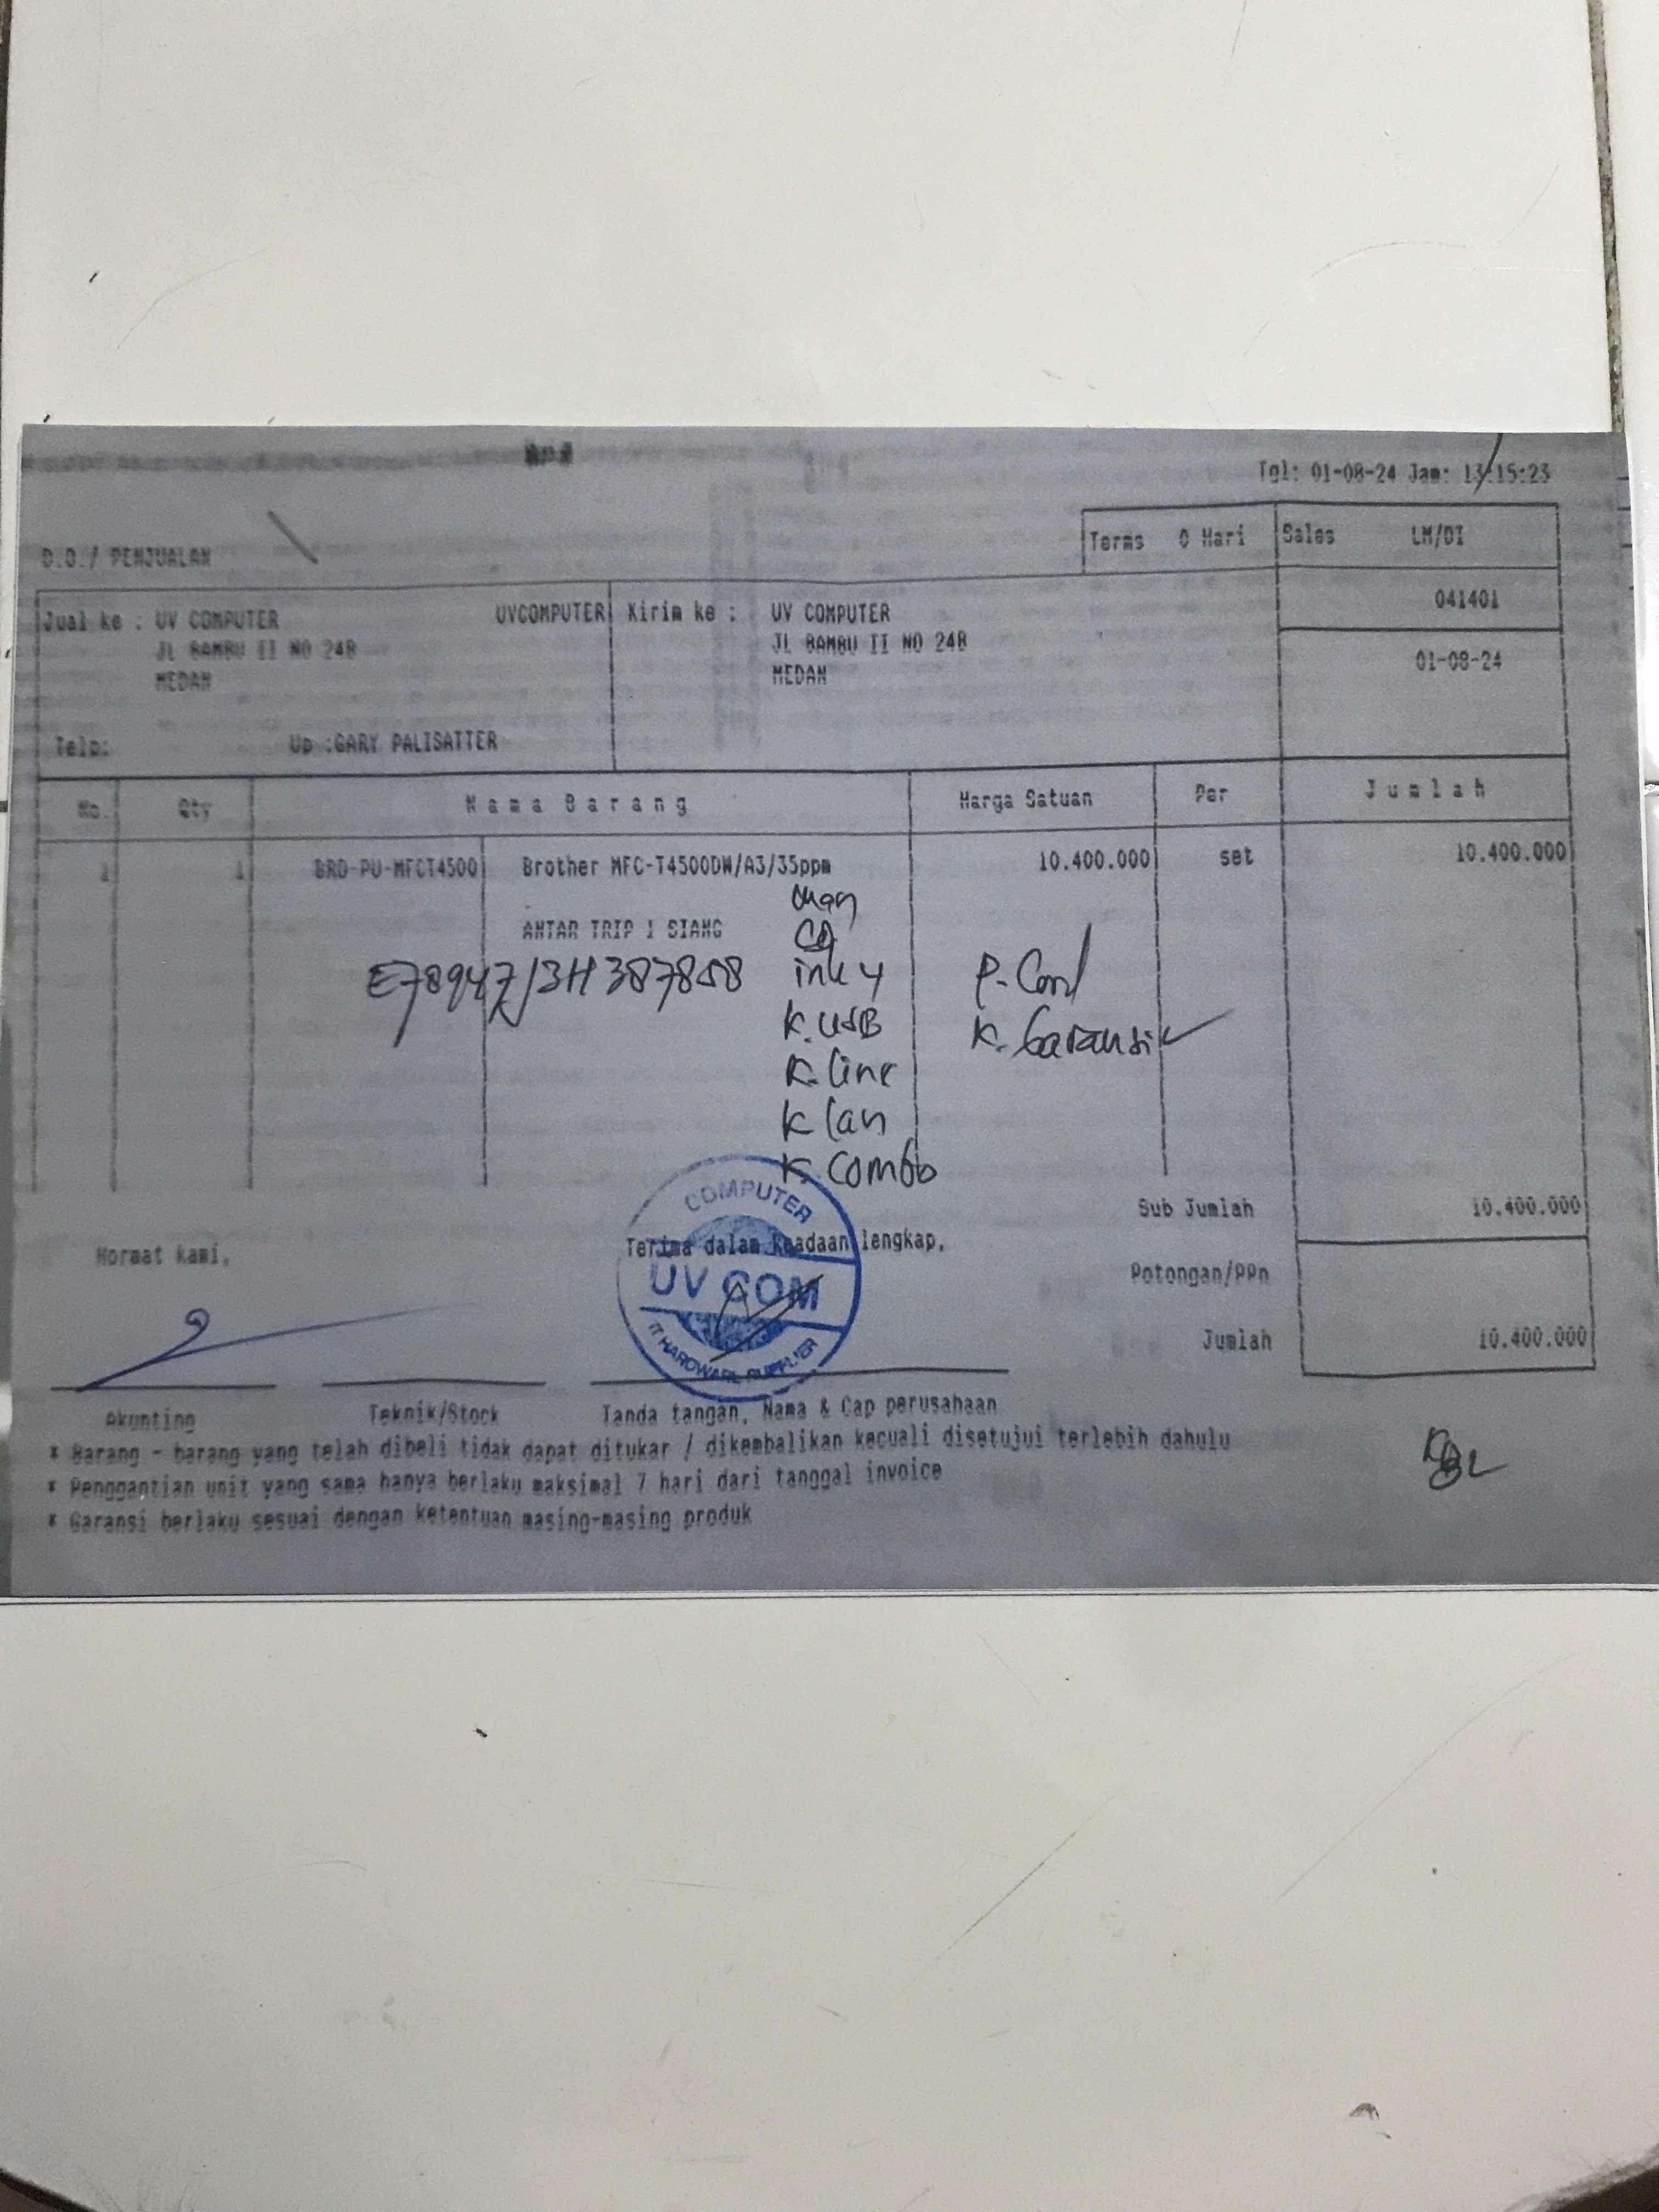 Tgl: 01-08-24 Jam: 13:15:23
D.O./ PENJUALAN
Terms 0 Hari Sales LM/DI
041401
01-08-24
Jual ke : UV COMPUTER UVCOMPUTER
JL BAMBU II NO 24B
MEDAN
Telp: Up :GARY PALISATTER
Kirim ke : UV COMPUTER
JL BAMBU II NO 24B
MEDAN
No. Qty Nama Barang Harga Satuan Per Jumlah
1 1 BRO-PU-MFCT4500 Brother MFC-T4500DW/A3/35ppm 10.400.000 set 10.400.000
ANTAR TRIP 1 SIANG
CD
ink 4
K. USB
K. line
K lan
K. Combo
K. Garansi
Sub Jumlah 10.400.000
Potongan/PPn
Jumlah 10.400.000
Hormat kami,
Terima dalam keadaan lengkap,
COMPUTER
UV COM
IT HARDWARE SUPPLIER
Akunting Teknik/Stock Tanda tangan, Nama & Cap perusahaan
* Barang - barang yang telah dibeli tidak dapat ditukar / dikembalikan kecuali disetujui terlebih dahulu
* Penggantian unit yang sama hanya berlaku maksimal 7 hari dari tanggal invoice
* Garansi berlaku sesuai dengan ketentuan masing-masing produk